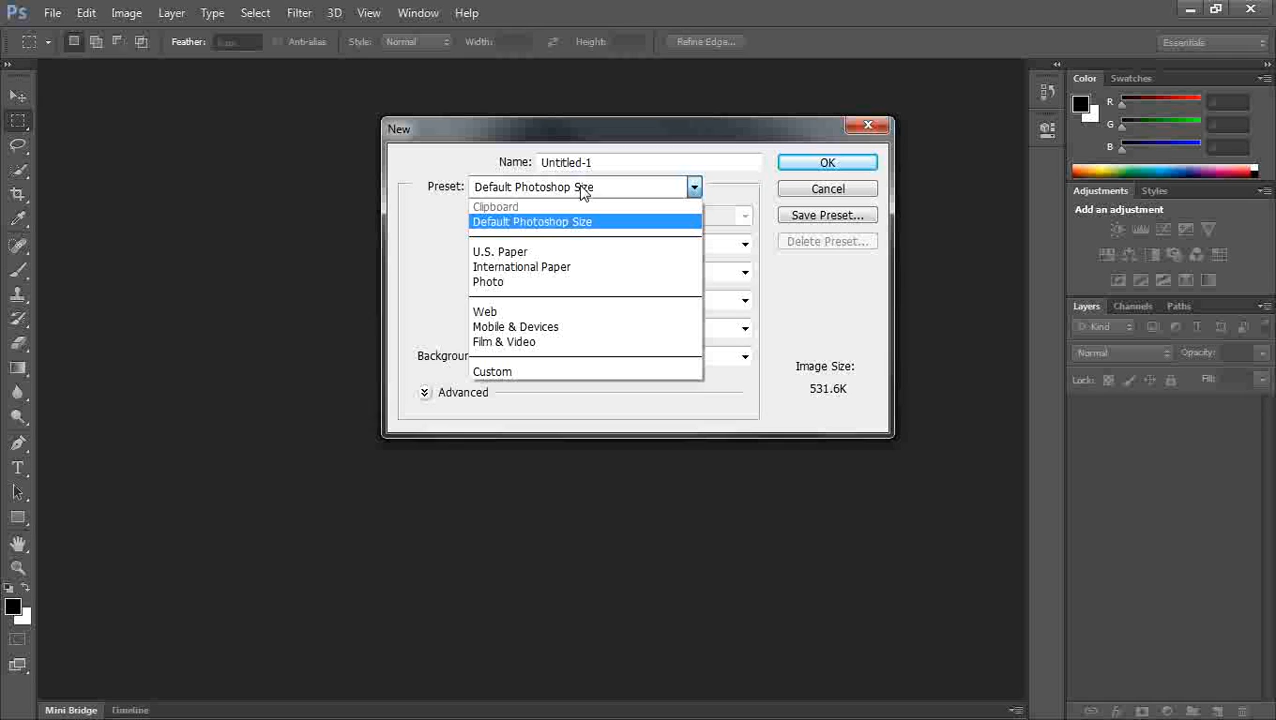 Ps File Edit Image Layer Type Select Filter 3D View Window Help
Feather: Anti-alias Style: Normal Width: Height: Refine Edge... Essentials
New
Name: Untitled-1
Preset: Default Photoshop Size
Clipboard
Default Photoshop Size
U.S. Paper
International Paper
Photo
Web
Mobile & Devices
Film & Video
Custom
Backgroun
Advanced
OK
Cancel
Save Preset...
Delete Preset...
Image Size:
531.6K
Color Swatches
R
G
B
Adjustments Styles
Add an adjustment
Layers Channels Paths
Kind
Normal Opacity:
Lock: Fill:
Mini Bridge Timeline